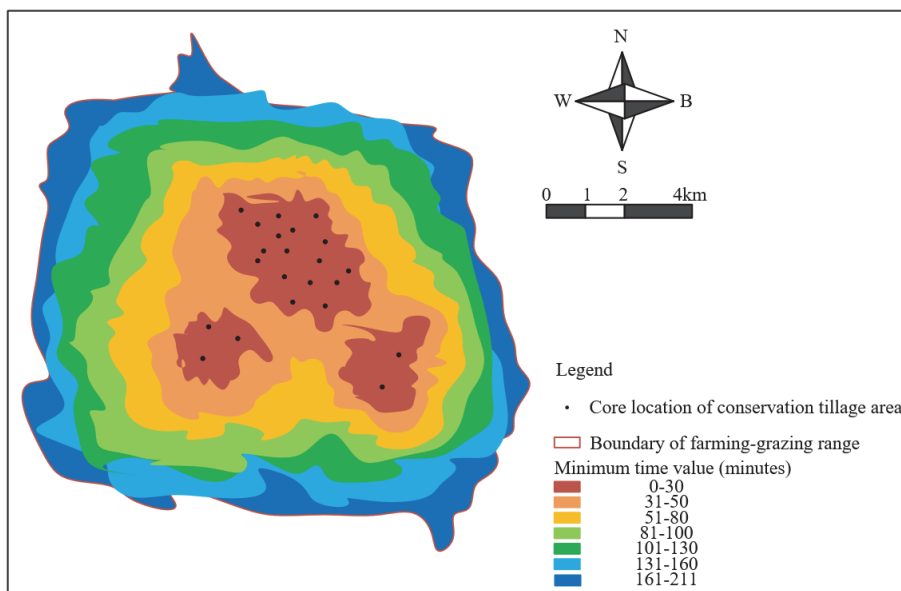 N
W B
S
0 1 2 4km
Legend
Core location of conservation tillage area
Boundary of farming-grazing range
Minimum time value (minutes)
0-30
31-50
51-80
81-100
101-130
131-160
161-211